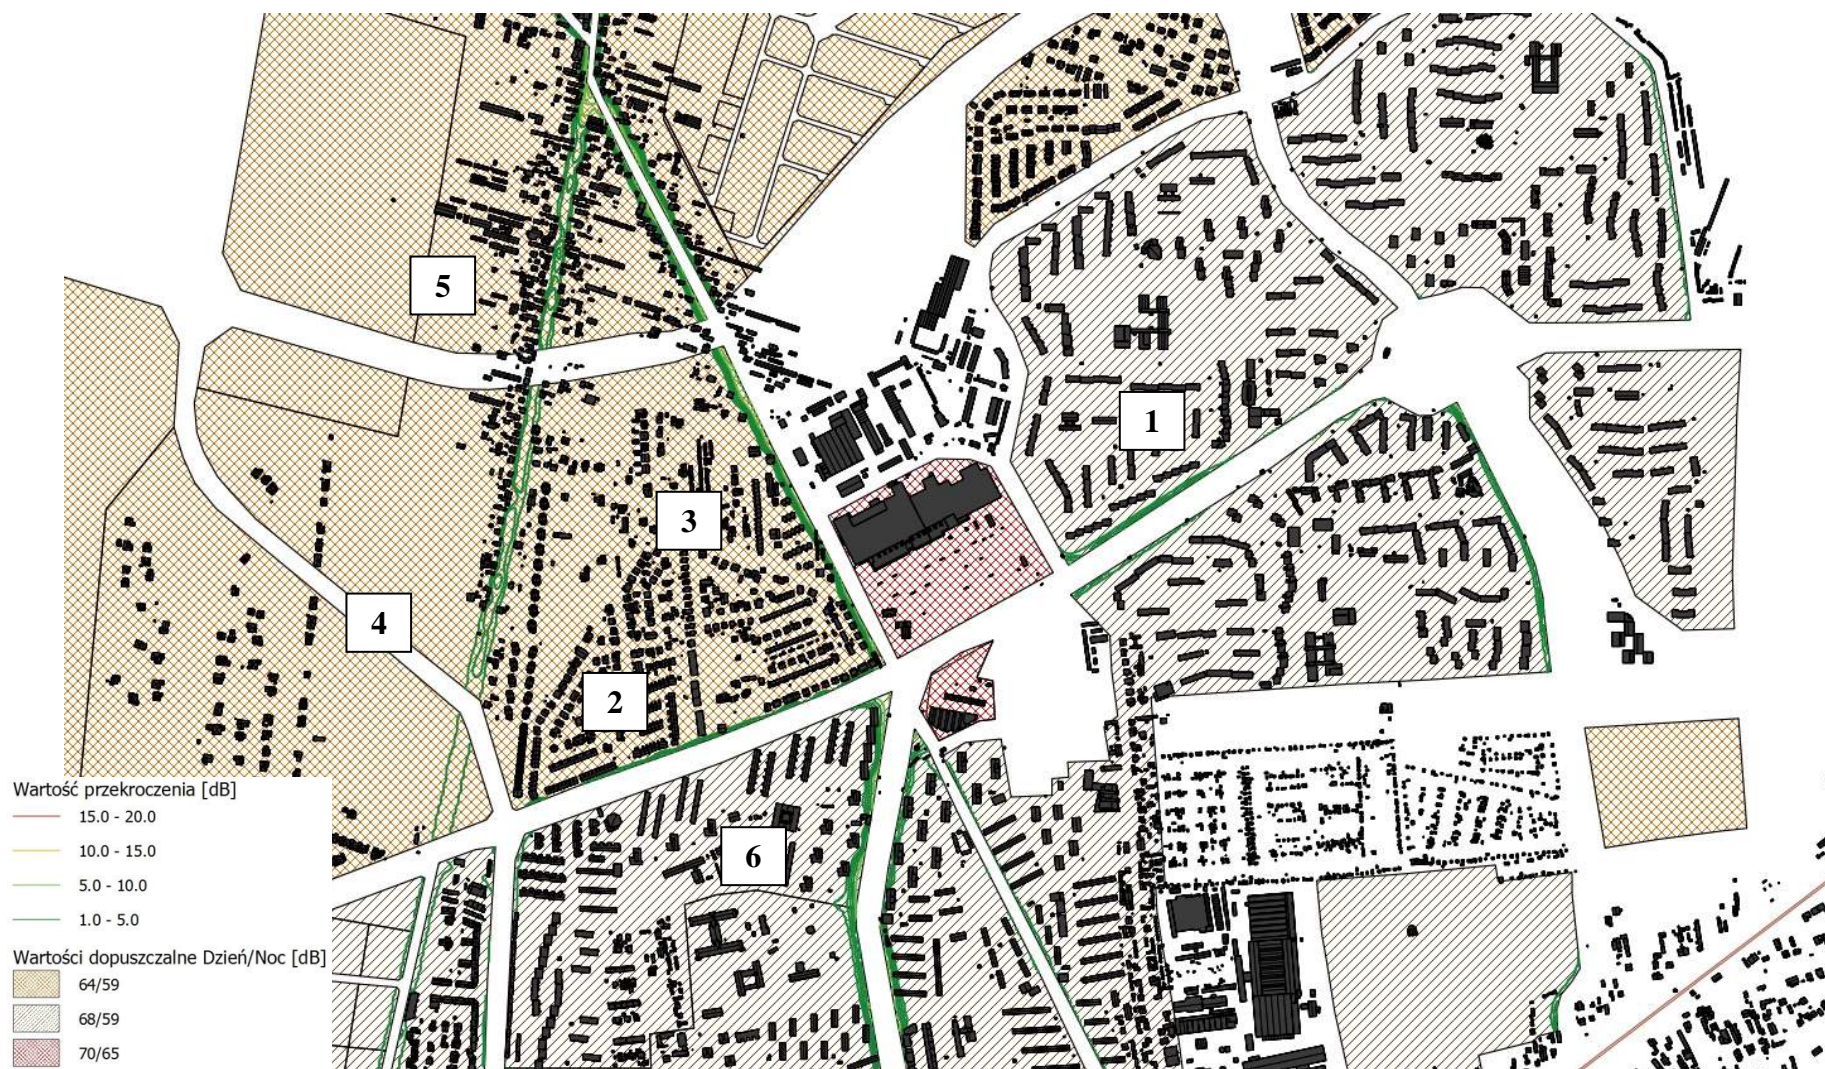 5
1
3
4
2
6
Wartość przekroczenia [dB]
15.0 - 20.0
10.0 - 15.0
5.0 - 10.0
1.0 - 5.0
Wartości dopuszczalne Dzień/Noc [dB]
64/59
68/59
70/65